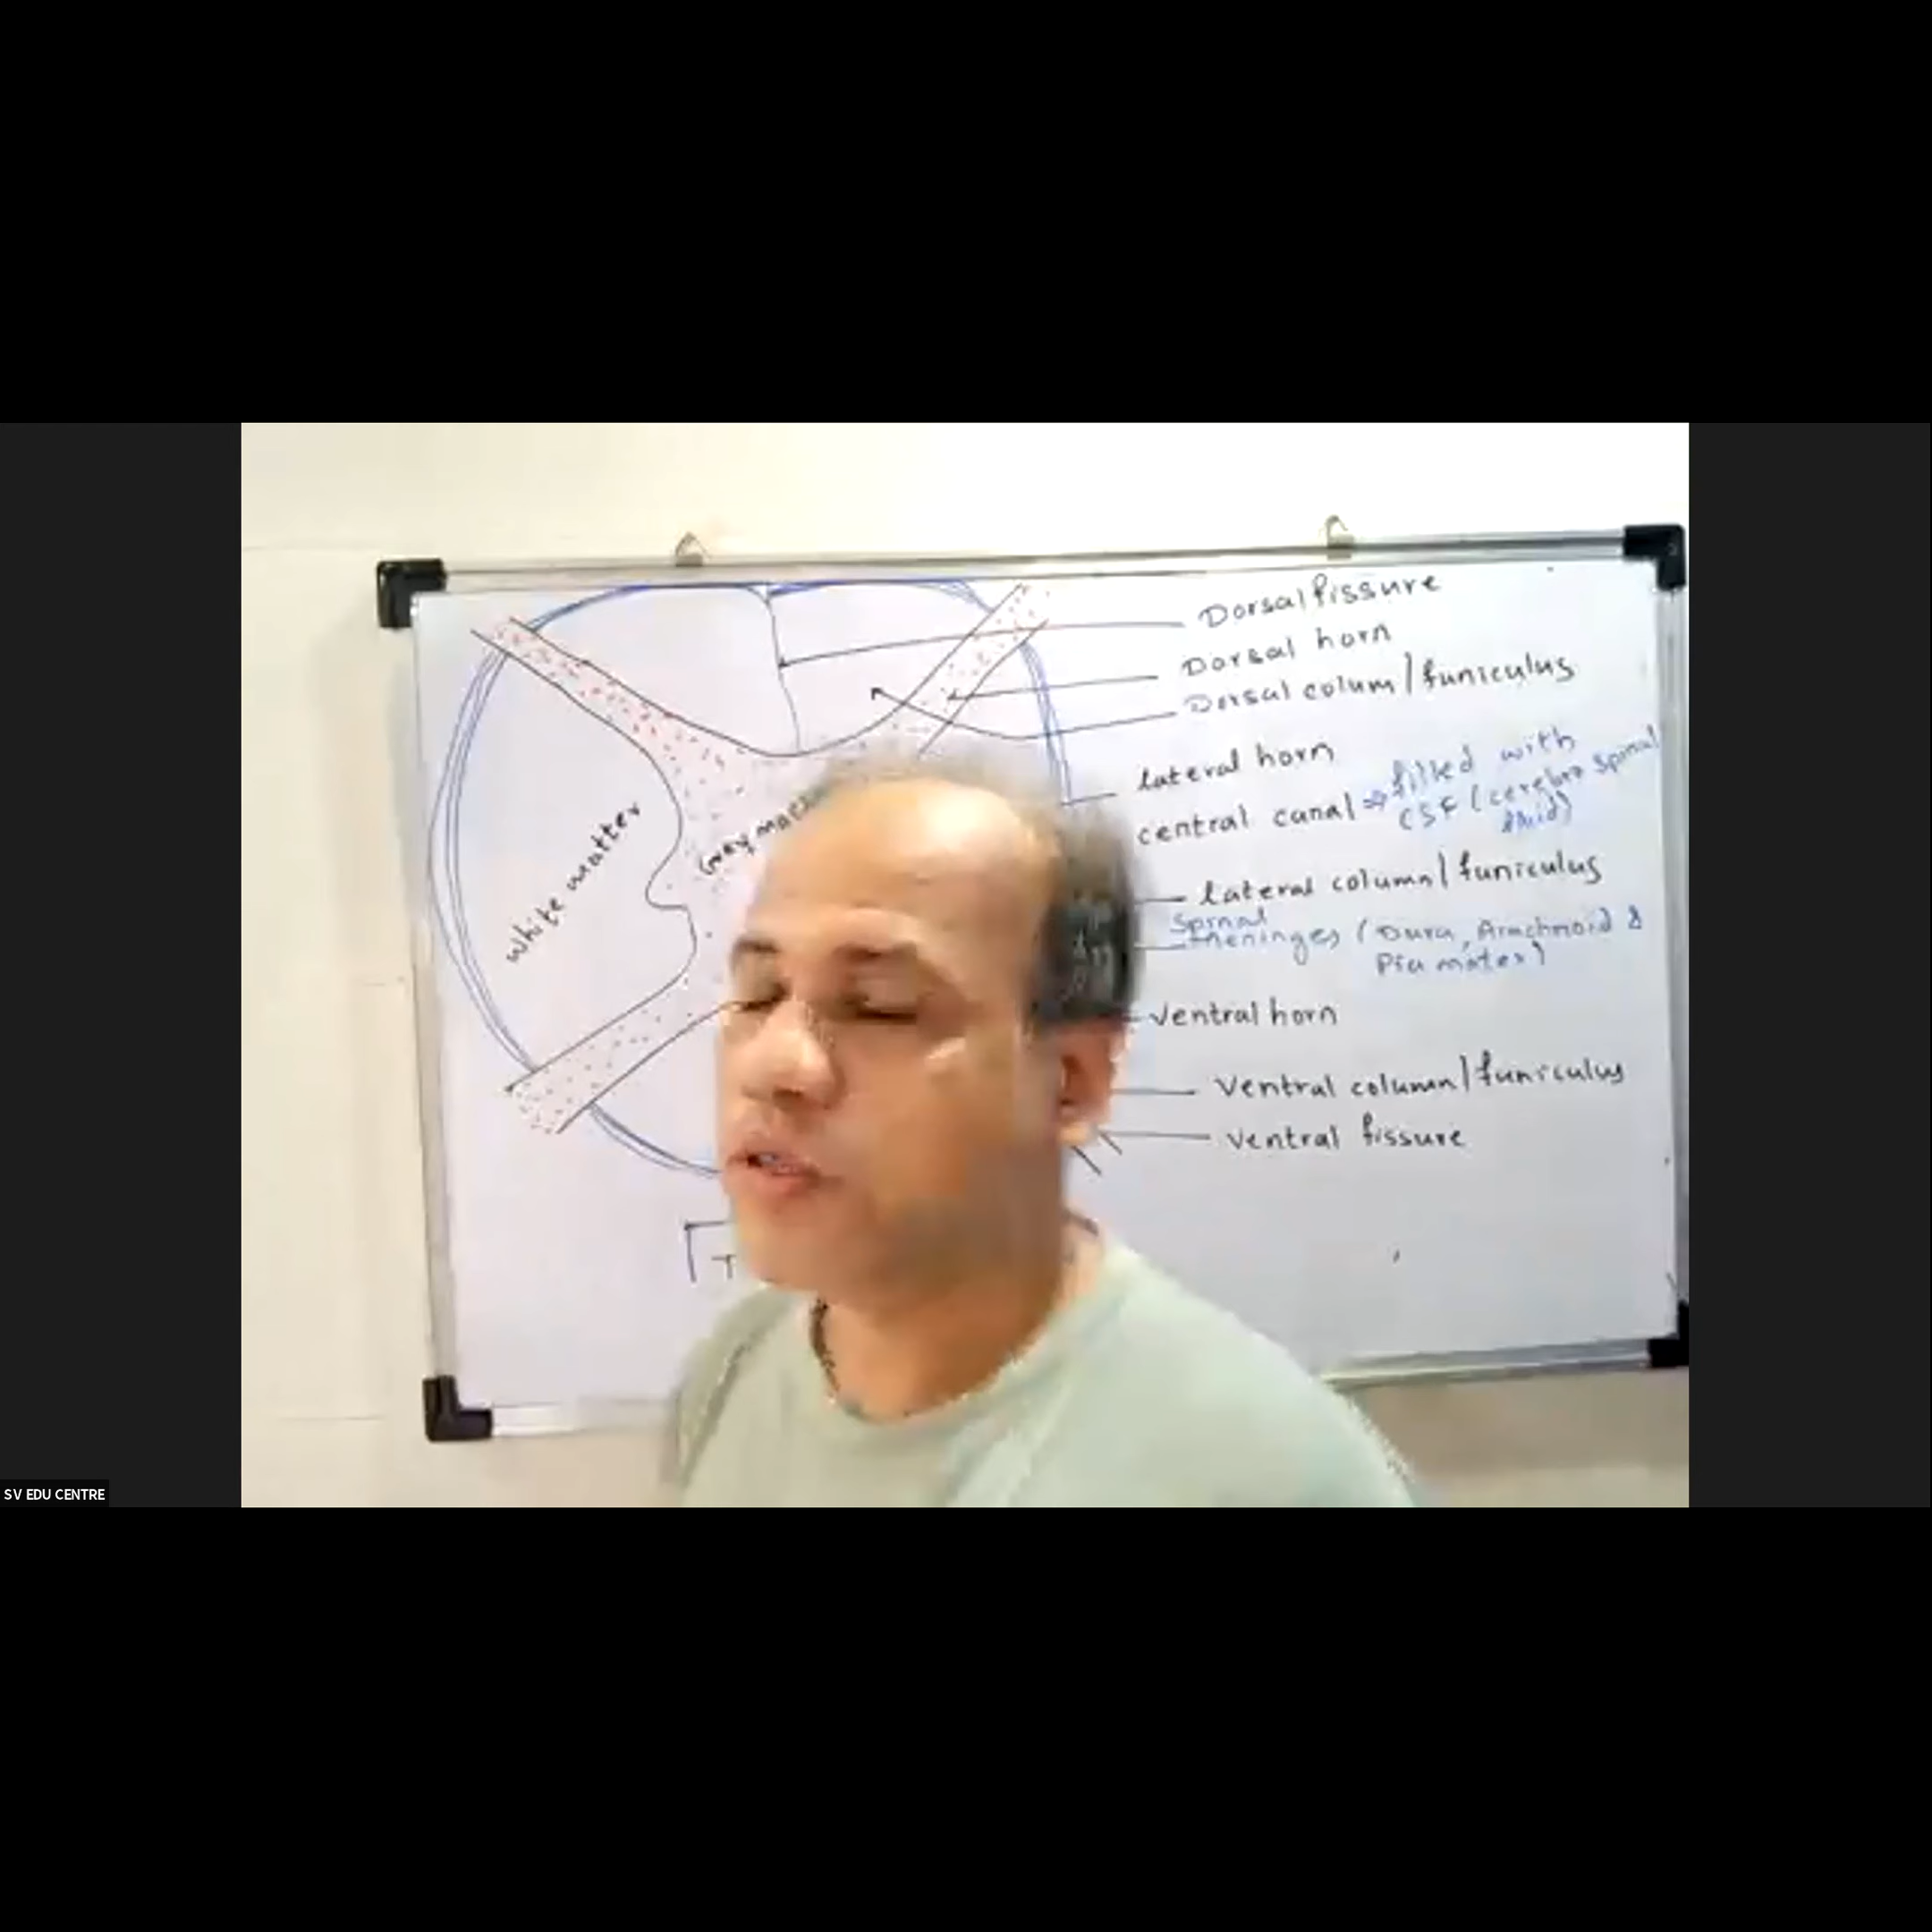 Dorsal fissure
Dorsal horn
Dorsal colum/funiculus
lateral horn
central canal ⇒ filled with
CSF (cerebro spinal
fluid)
lateral column/funiculus
Spinal
Meninges (Dura, Arachnoid &
Pia mater)
Ventral horn
Ventral column/funiculus
Ventral fissure
white matter
Grey
T
SV EDU CENTRE